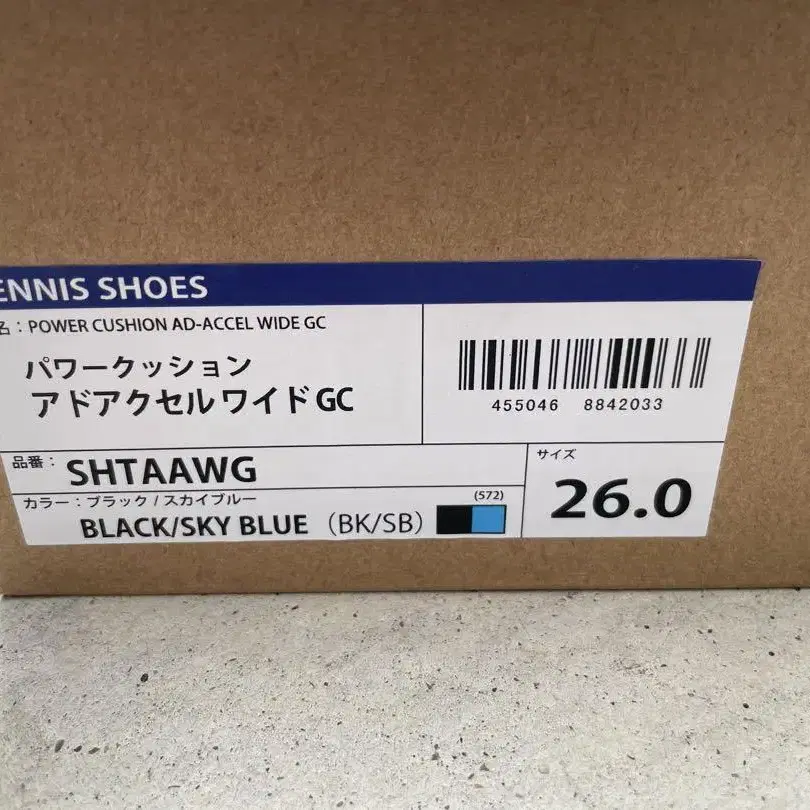 ENNIS SHOES
名：POWER CUSHION AD-ACCEL WIDE GC
パワークッション
アドアクセルワイドGC
455046 8842033
品番： SHTAAWG
サイズ
26.0
カラー：ブラック/スカイブルー
(572)
BLACK/SKY BLUE（BK/SB）